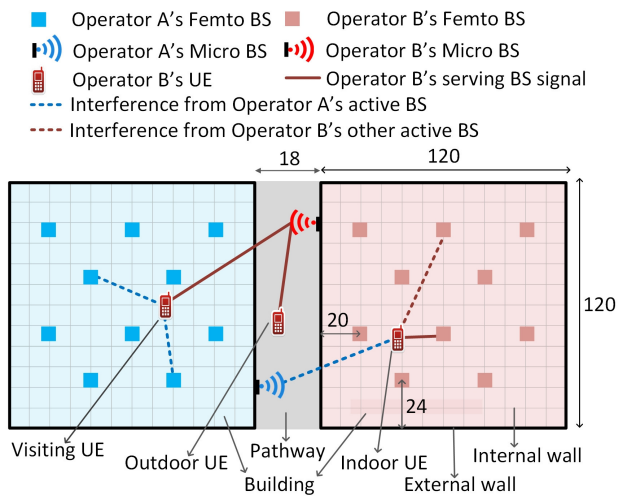 Operator A's Femto BS
Operator B's Femto BS
Operator A's Micro BS
Operator B's Micro BS
Operator B's UE
Operator B's serving BS signal
Interference from Operator A's active BS
Interference from Operator B's other active BS
18
120
120
20
24
Visiting UE
Outdoor UE
Pathway
Building
Indoor UE
External wall
Internal wall